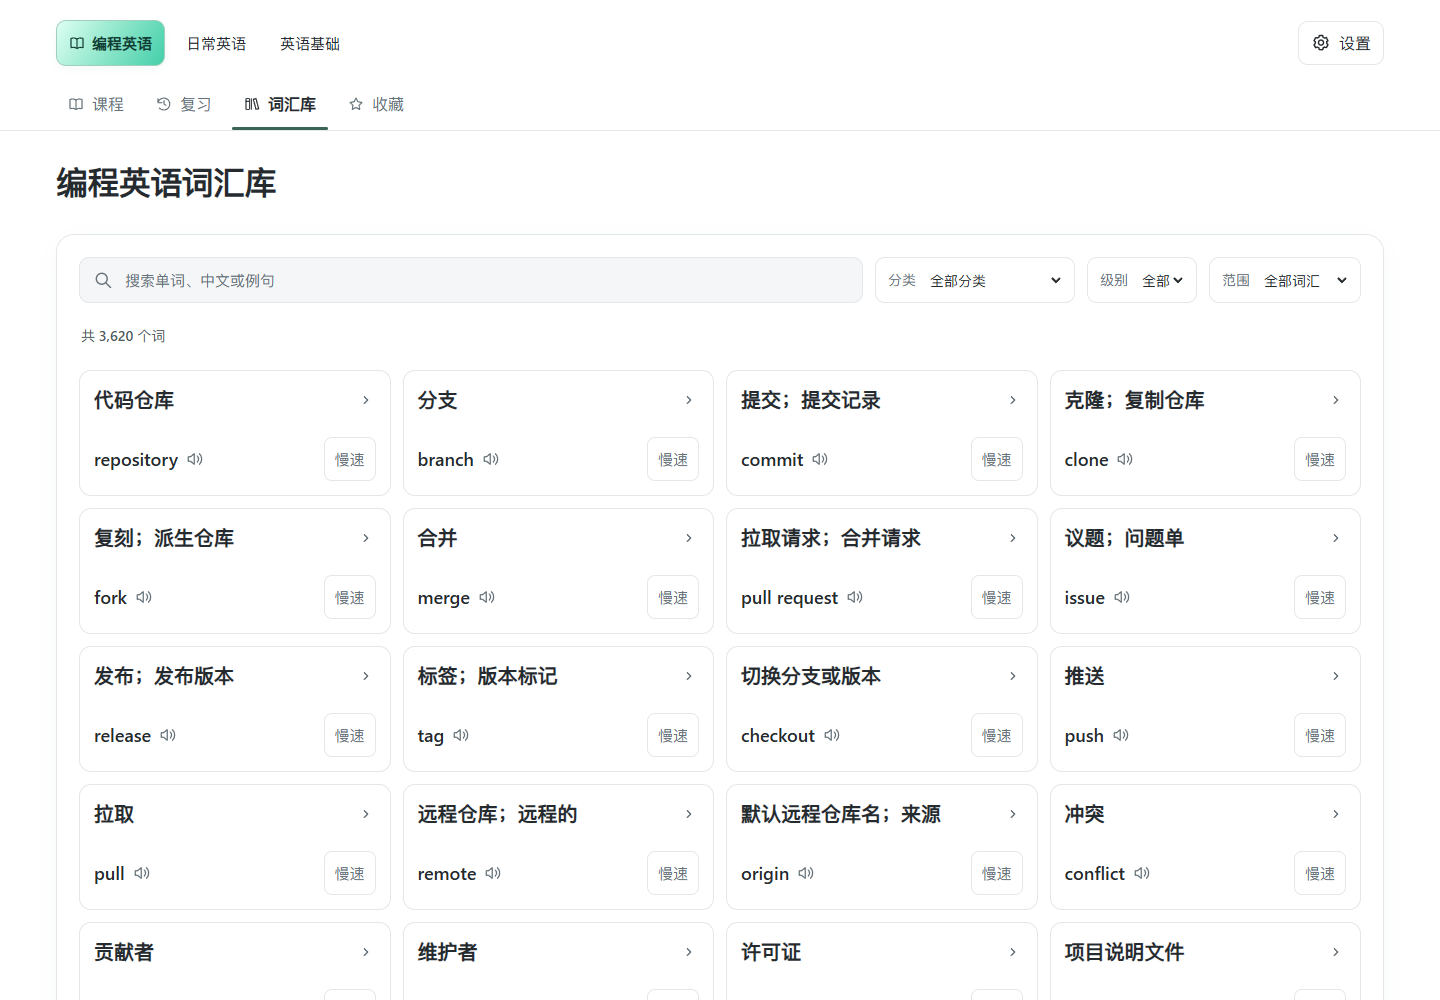 编程英语 日常英语 英语基础 设置
课程 复习 词汇库 收藏
编程英语词汇库
搜索单词、中文或例句 分类 全部分类 级别 全部 范围 全部词汇
共 3,620 个词
代码仓库 分支 提交；提交记录 克隆；复制仓库
repository 慢速 branch 慢速 commit 慢速 clone 慢速
复刻；派生仓库 合并 拉取请求；合并请求 议题；问题单
fork 慢速 merge 慢速 pull request 慢速 issue 慢速
发布；发布版本 标签；版本标记 切换分支或版本 推送
release 慢速 tag 慢速 checkout 慢速 push 慢速
拉取 远程仓库；远程的 默认远程仓库名；来源 冲突
pull 慢速 remote 慢速 origin 慢速 conflict 慢速
贡献者 维护者 许可证 项目说明文件